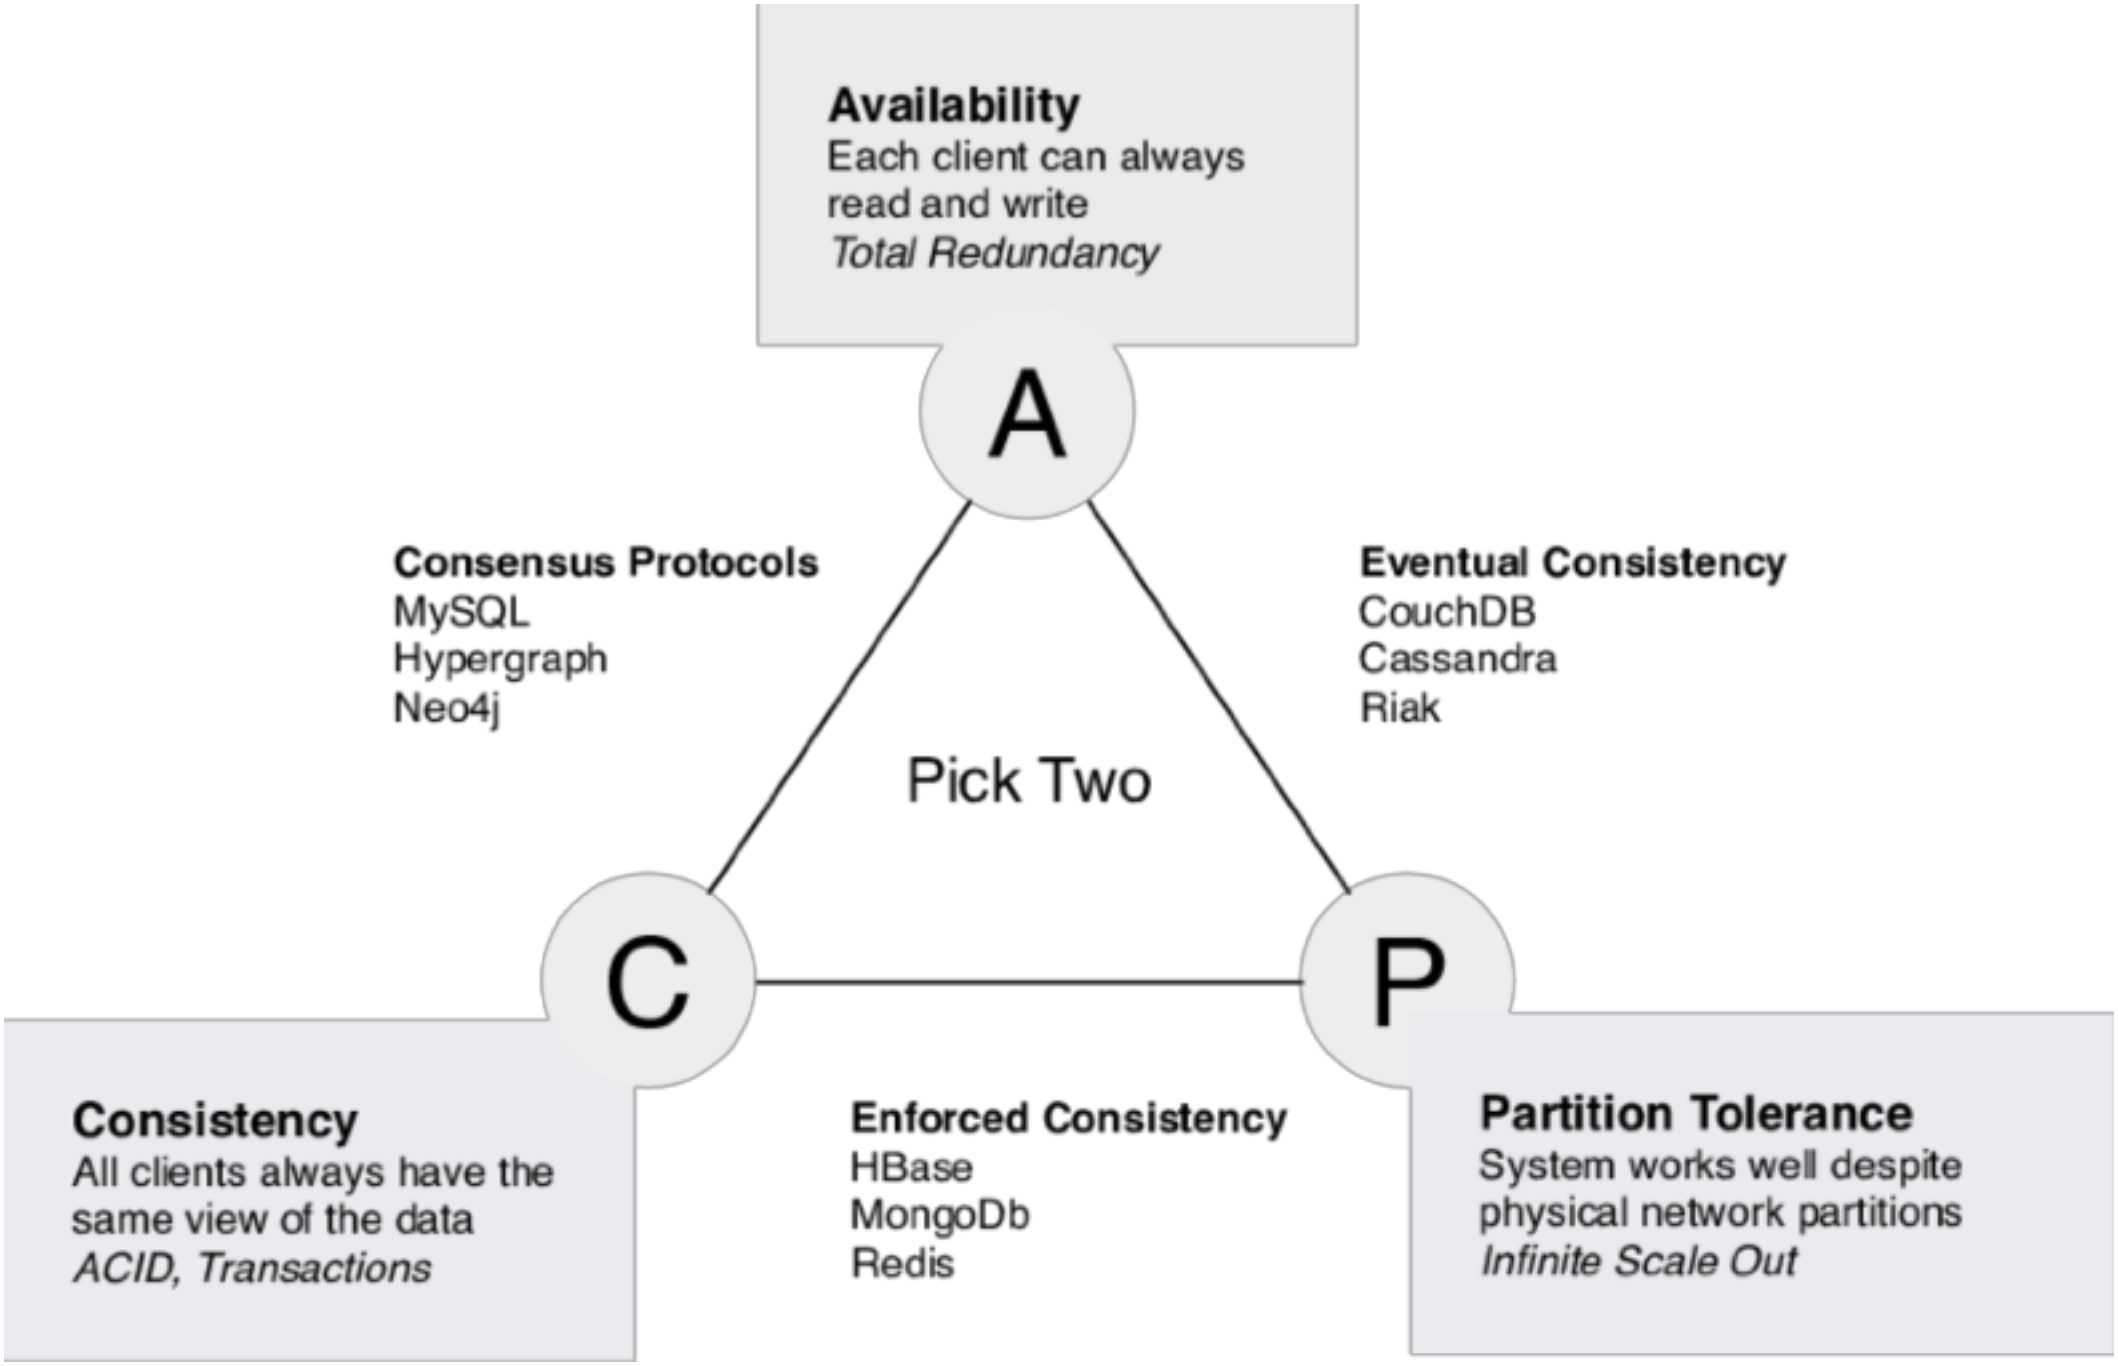 Availability
Each client can always
read and write
Total Redundancy
A
Consensus Protocols
MySQL
Hypergraph
Neo4j
Eventual Consistency
CouchDB
Cassandra
Riak
Pick Two
C
P
Consistency
All clients always have the
same view of the data
ACID, Transactions
Enforced Consistency
HBase
MongoDb
Redis
Partition Tolerance
System works well despite
physical network partitions
Infinite Scale Out